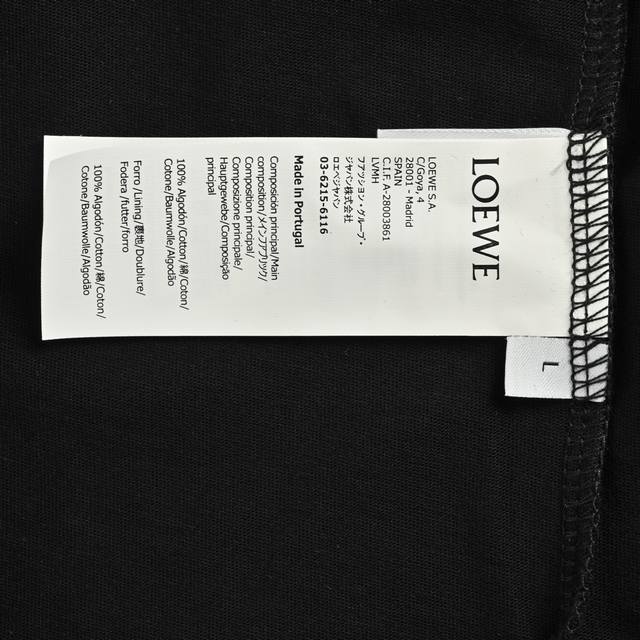 LOEWE
LOEWE S.A.
C/Goya, 4
28001 - Madrid
SPAIN
C.I.F. A-28003861
LVMH
フアッション・グループ・
ジャパン株式会社
ロエベジャパン
03-6215-6116
Made in Portugal
Composición principal/Main
composition/メインフアブリック/
Composition principale/
Composizione principale/
Hauptgewebe/Composição
principal
100% Algodón/Cotton/綿/Coton/
Cotone/Baumwolle/Algodão
Forro /Lining/裏地/Doublure/
Fodera /futter/forro
100% Algodón/Cotton/綿/Coton/
Cotone/Baumwolle/Algodão
L